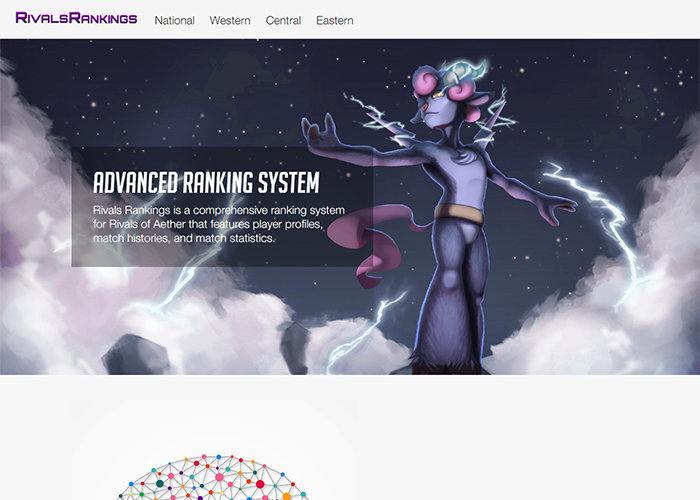 RivalsRankings National Western Central Eastern
ADVANCED RANKING SYSTEM
Rivals Rankings is a comprehensive ranking system
for Rivals of Aether that features player profiles,
match histories, and match statistics.